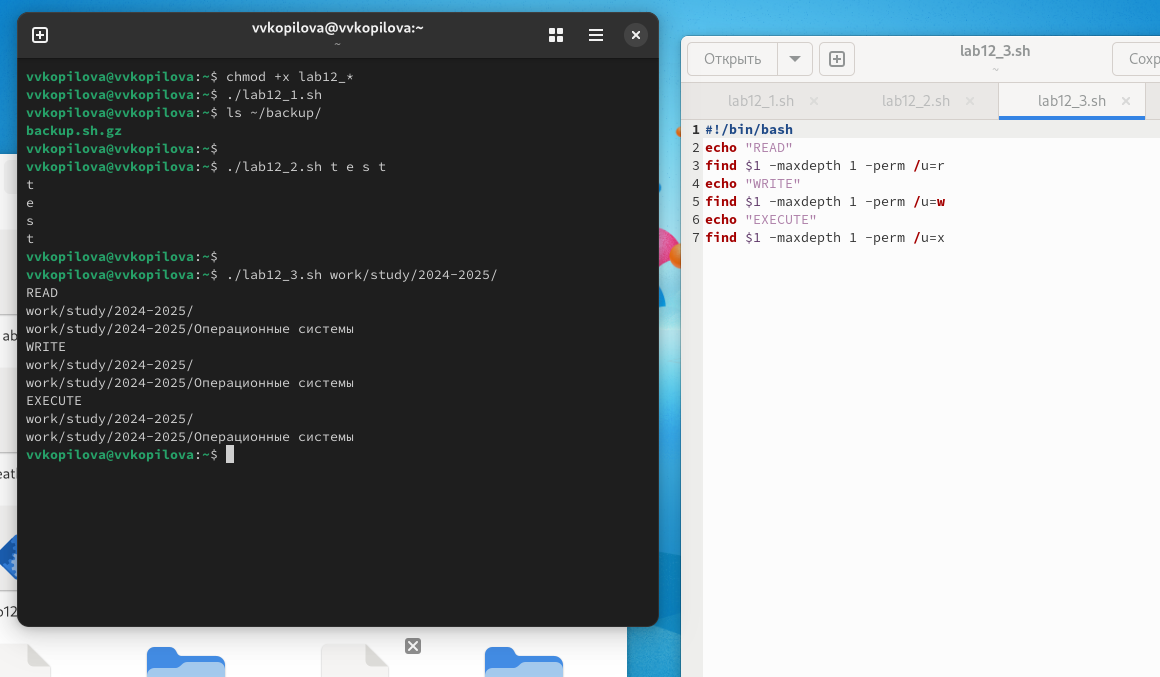 vvkopilova@vvkopilova:~
~
vvkopilova@vvkopilova:~$ chmod +x lab12_*
vvkopilova@vvkopilova:~$ ./lab12_1.sh
vvkopilova@vvkopilova:~$ ls ~/backup/
backup.sh.gz
vvkopilova@vvkopilova:~$
vvkopilova@vvkopilova:~$ ./lab12_2.sh t e s t
t
e
s
t
vvkopilova@vvkopilova:~$
vvkopilova@vvkopilova:~$ ./lab12_3.sh work/study/2024-2025/
READ
work/study/2024-2025/
work/study/2024-2025/Операционные системы
WRITE
work/study/2024-2025/
work/study/2024-2025/Операционные системы
EXECUTE
work/study/2024-2025/
work/study/2024-2025/Операционные системы
vvkopilova@vvkopilova:~$
Открыть
lab12_3.sh
~
lab12_1.sh
lab12_2.sh
lab12_3.sh
1 #!/bin/bash
2 echo "READ"
3 find $1 -maxdepth 1 -perm /u=r
4 echo "WRITE"
5 find $1 -maxdepth 1 -perm /u=w
6 echo "EXECUTE"
7 find $1 -maxdepth 1 -perm /u=x